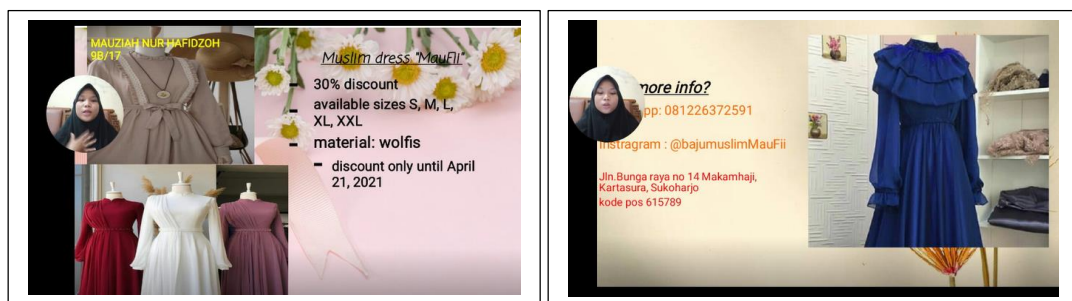 MAUZIAH NUR HAFIDZOH
9B/17
Muslim dress "MauFIi"
- 30% discount
- available sizes S, M, L,
XL, XXL
- material: wolfis
- discount only until April
21, 2021
more info?
pp: 081226372591
Instragram : @bajumuslimMauFii
Jln.Bunga raya no 14 Makamhaji,
Kartasura, Sukoharjo
kode pos 615789